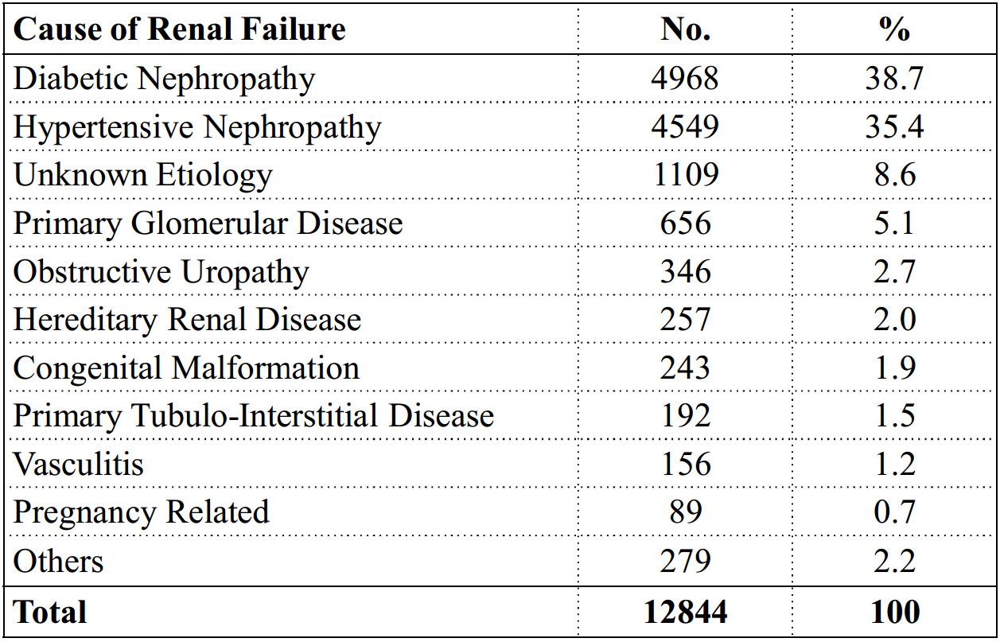 Cause of Renal Failure No. %
Diabetic Nephropathy 4968 38.7
Hypertensive Nephropathy 4549 35.4
Unknown Etiology 1109 8.6
Primary Glomerular Disease 656 5.1
Obstructive Uropathy 346 2.7
Hereditary Renal Disease 257 2.0
Congenital Malformation 243 1.9
Primary Tubulo-Interstitial Disease 192 1.5
Vasculitis 156 1.2
Pregnancy Related 89 0.7
Others 279 2.2
Total 12844 100